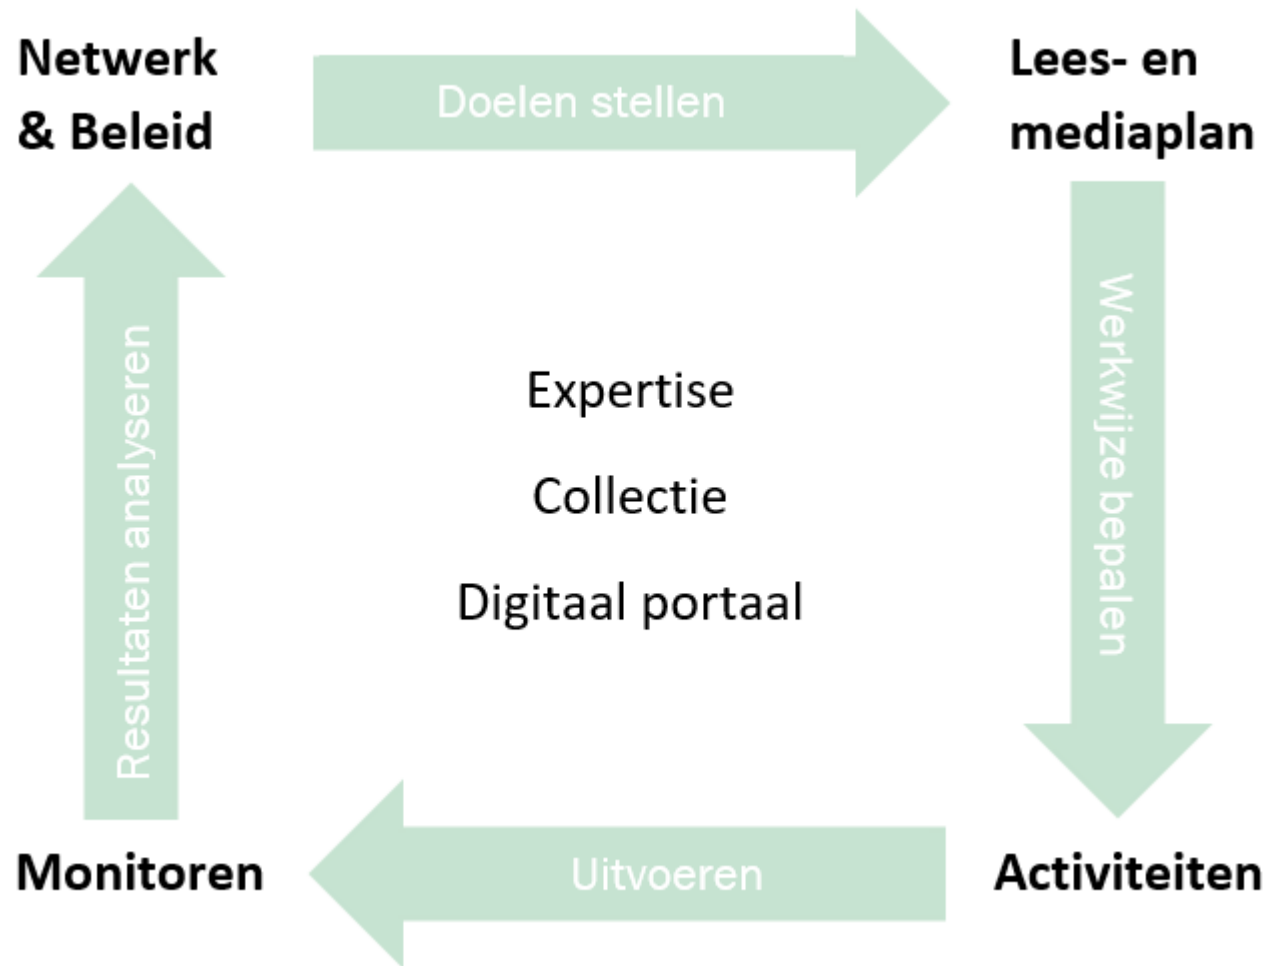 Netwerk
& Beleid
Doelen stellen
Lees- en
mediaplan
Werkwijze bepalen
Activiteiten
Uitvoeren
Monitoren
Resultaten analyseren
Expertise
Collectie
Digitaal portaal